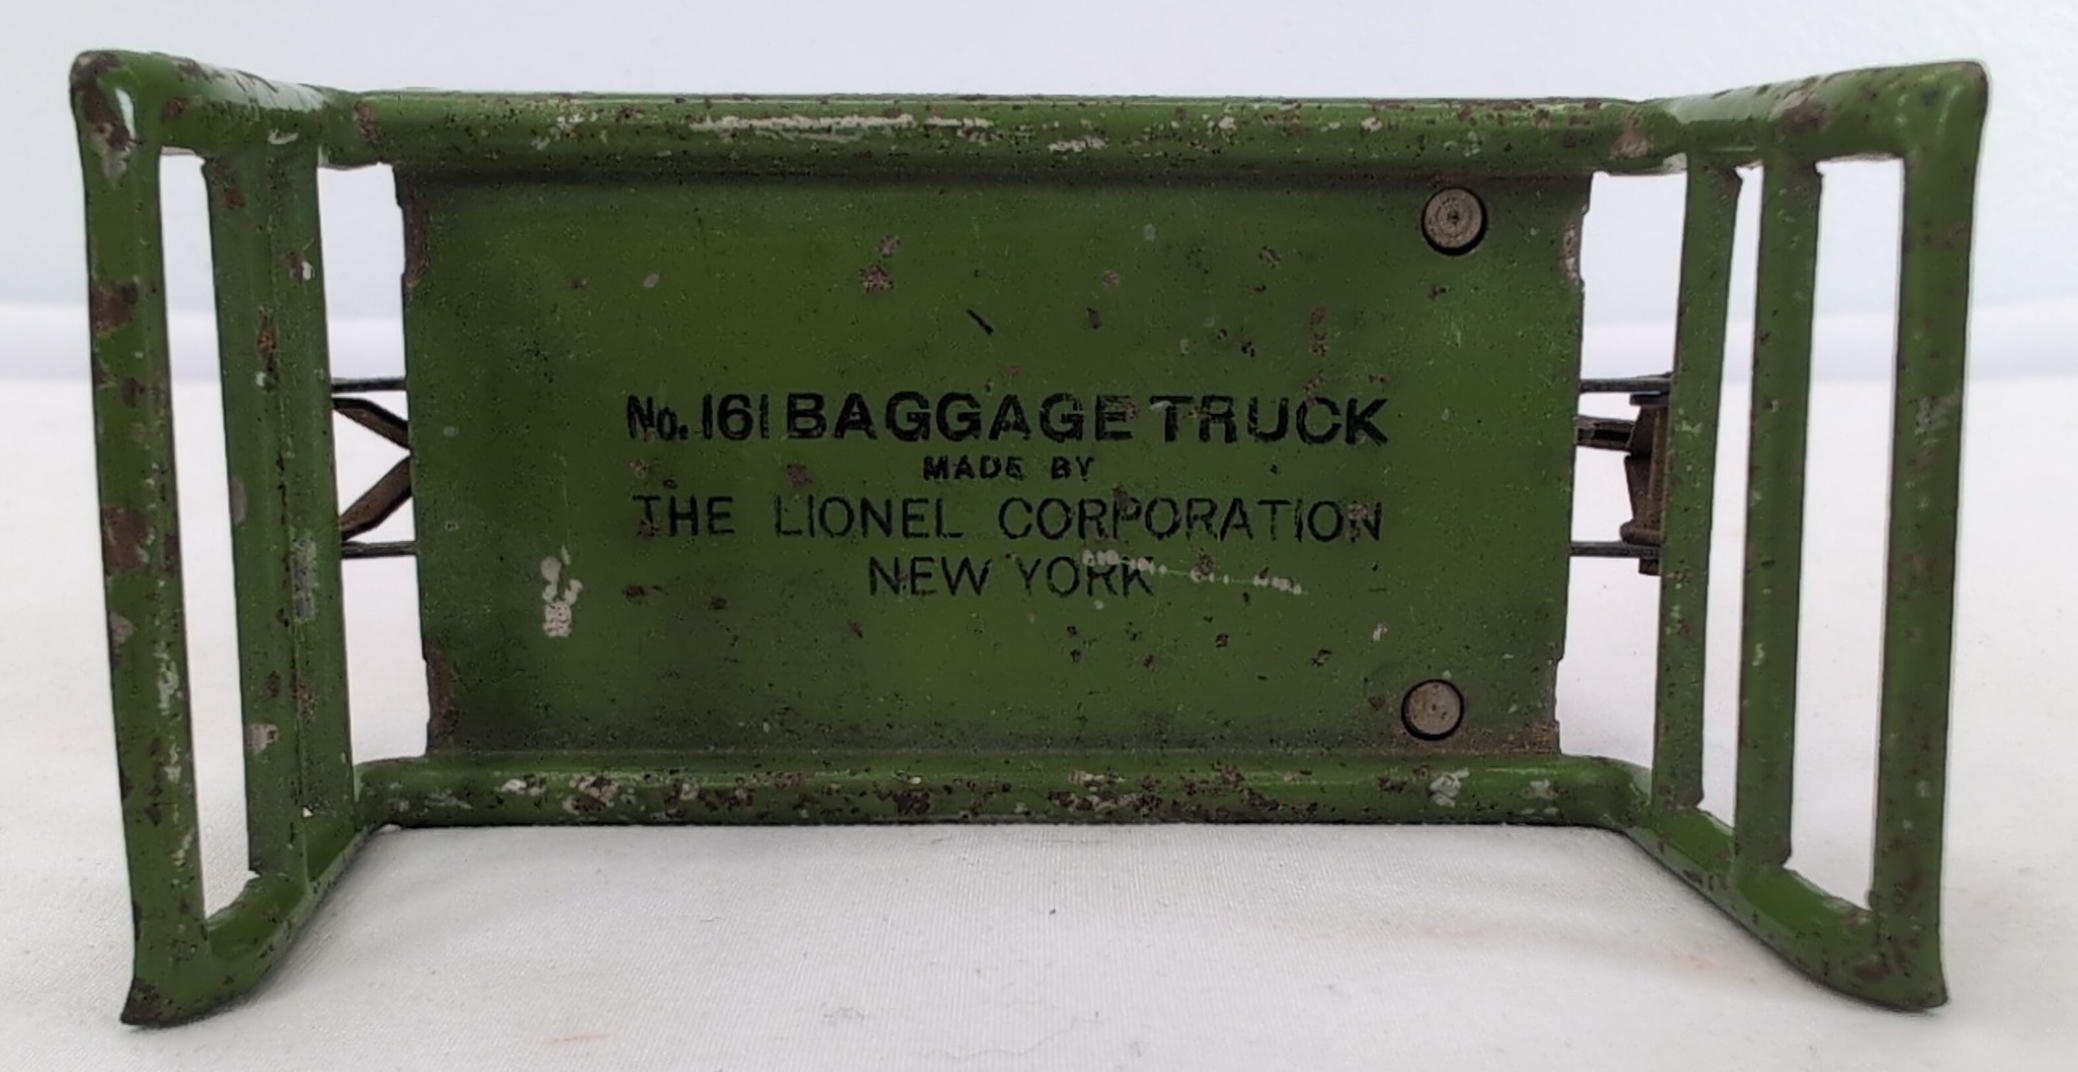 No. 161 BAGGAGE TRUCK
MADE BY
THE LIONEL CORPORATION
NEW YORK